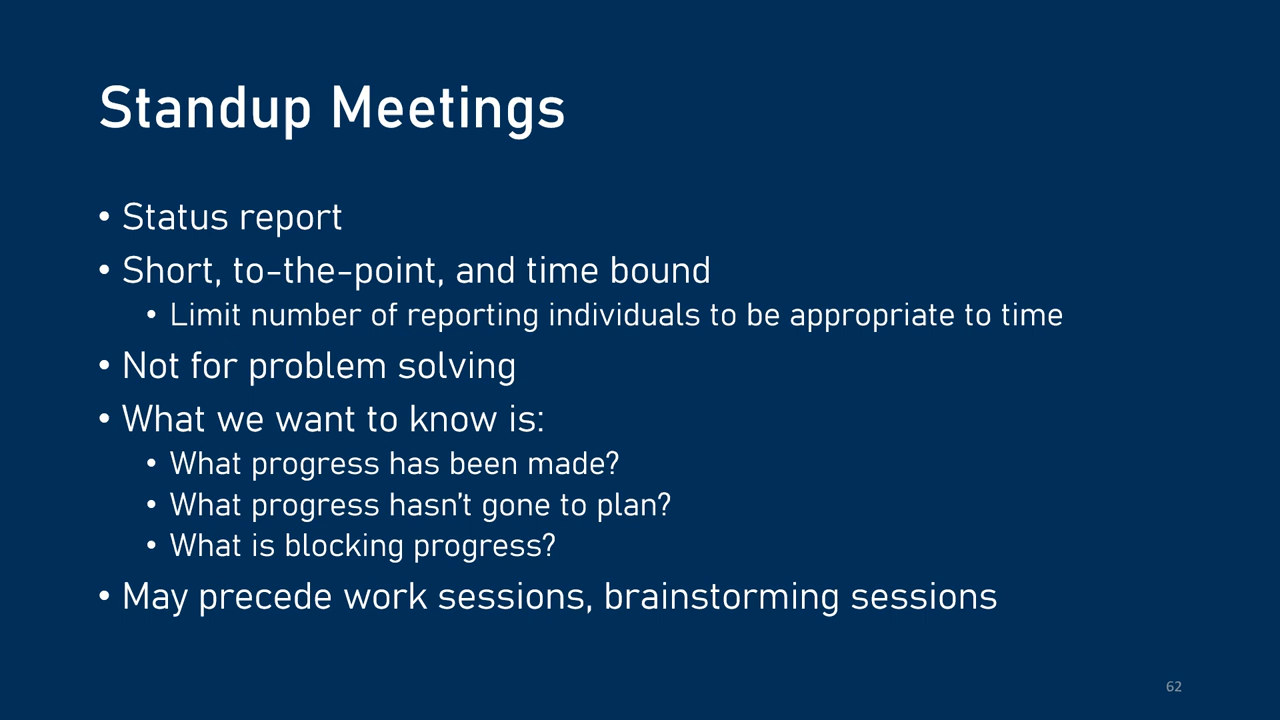 Standup Meetings
• Status report
• Short, to-the-point, and time bound
• Limit number of reporting individuals to be appropriate to time
• Not for problem solving
• What we want to know is:
• What progress has been made?
• What progress hasn't gone to plan?
• What is blocking progress?
• May precede work sessions, brainstorming sessions
62